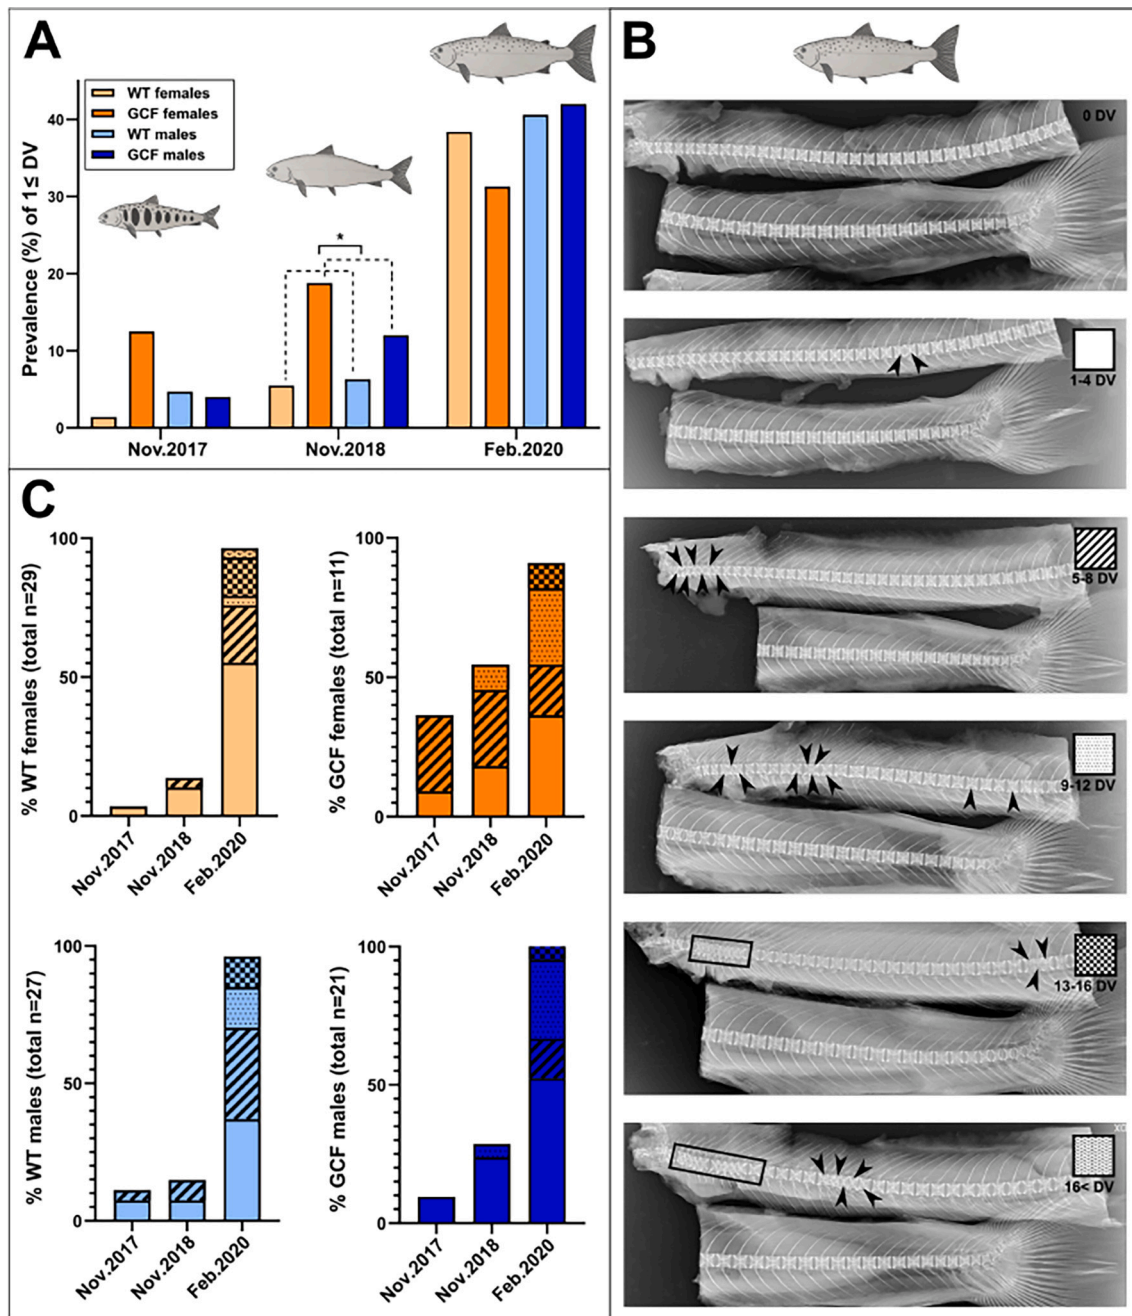 A
WT females
GCF females
WT males
GCF males
Prevalence (%) of 1≤ DV
40
30
20
10
0
*
Nov.2017
Nov.2018
Feb.2020
B
0 DV
1-4 DV
5-8 DV
9-12 DV
13-16 DV
16< DV
C
% WT females (total n=29)
100
50
0
Nov.2017
Nov.2018
Feb.2020
% GCF females (total n=11)
100
50
0
Nov.2017
Nov.2018
Feb.2020
% WT males (total n=27)
100
50
0
Nov.2017
Nov.2018
Feb.2020
% GCF males (total n=21)
100
50
0
Nov.2017
Nov.2018
Feb.2020